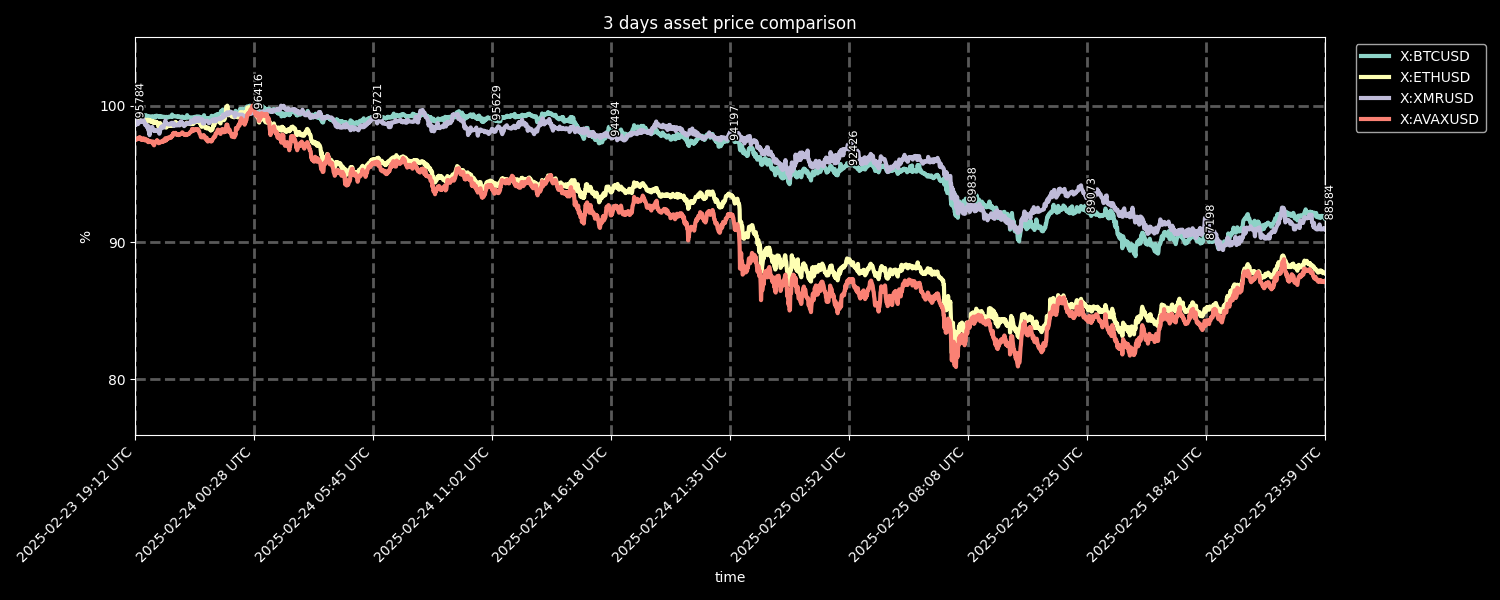 3 days asset price comparison
X:BTCUSD
X:ETHUSD
X:XMRUSD
X:AVAXUSD
100
90
80
%
95784
96416
95721
95629
94494
94197
92426
89838
89073
87198
88584
2025-02-23 19:12 UTC
2025-02-24 00:28 UTC
2025-02-24 05:45 UTC
2025-02-24 11:02 UTC
2025-02-24 16:18 UTC
2025-02-24 21:35 UTC
2025-02-25 02:52 UTC
2025-02-25 08:08 UTC
2025-02-25 13:25 UTC
2025-02-25 18:42 UTC
2025-02-25 23:59 UTC
time